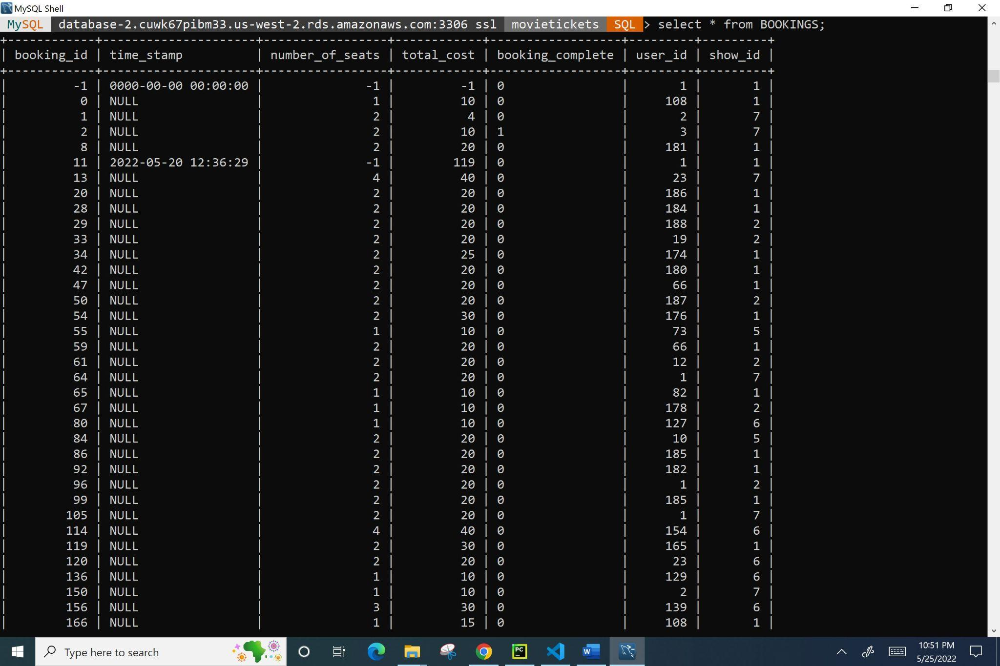 MySQL Shell
MySQL database-2.cuwk67pibm33.us-west-2.rds.amazonaws.com:3306 ssl movietickets SQL > select * from BOOKINGS;
+------------+---------------------+-----------------+------------+------------------+---------+---------+
| booking_id | time_stamp | number_of_seats | total_cost | booking_complete | user_id | show_id |
+------------+---------------------+-----------------+------------+------------------+---------+---------+
| -1 | 0000-00-00 00:00:00 | -1 | -1 | 0 | 1 | 1 |
| 0 | NULL | 1 | 10 | 0 | 108 | 1 |
| 1 | NULL | 2 | 4 | 0 | 2 | 7 |
| 2 | NULL | 2 | 10 | 1 | 3 | 7 |
| 8 | NULL | 2 | 20 | 0 | 181 | 1 |
| 11 | 2022-05-20 12:36:29 | -1 | 119 | 0 | 1 | 1 |
| 13 | NULL | 4 | 40 | 0 | 23 | 7 |
| 20 | NULL | 2 | 20 | 0 | 186 | 1 |
| 28 | NULL | 2 | 20 | 0 | 184 | 1 |
| 29 | NULL | 2 | 20 | 0 | 188 | 2 |
| 33 | NULL | 2 | 20 | 0 | 19 | 2 |
| 34 | NULL | 2 | 25 | 0 | 174 | 1 |
| 42 | NULL | 2 | 20 | 0 | 180 | 1 |
| 47 | NULL | 2 | 20 | 0 | 66 | 1 |
| 50 | NULL | 2 | 20 | 0 | 187 | 2 |
| 54 | NULL | 2 | 30 | 0 | 176 | 1 |
| 55 | NULL | 1 | 10 | 0 | 73 | 5 |
| 59 | NULL | 2 | 20 | 0 | 66 | 1 |
| 61 | NULL | 2 | 20 | 0 | 12 | 2 |
| 64 | NULL | 2 | 20 | 0 | 1 | 7 |
| 65 | NULL | 1 | 10 | 0 | 82 | 1 |
| 67 | NULL | 1 | 10 | 0 | 178 | 2 |
| 80 | NULL | 1 | 10 | 0 | 127 | 6 |
| 84 | NULL | 2 | 20 | 0 | 10 | 5 |
| 86 | NULL | 2 | 20 | 0 | 185 | 1 |
| 92 | NULL | 2 | 20 | 0 | 182 | 1 |
| 96 | NULL | 2 | 20 | 0 | 1 | 2 |
| 99 | NULL | 2 | 20 | 0 | 185 | 1 |
| 105 | NULL | 2 | 20 | 0 | 1 | 7 |
| 114 | NULL | 4 | 40 | 0 | 154 | 6 |
| 119 | NULL | 2 | 30 | 0 | 165 | 1 |
| 120 | NULL | 2 | 20 | 0 | 23 | 6 |
| 136 | NULL | 1 | 10 | 0 | 129 | 6 |
| 150 | NULL | 1 | 10 | 0 | 2 | 7 |
| 156 | NULL | 3 | 30 | 0 | 139 | 6 |
| 166 | NULL | 1 | 15 | 0 | 108 | 1 |
Type here to search
PC
W
10:51 PM
5/25/2022